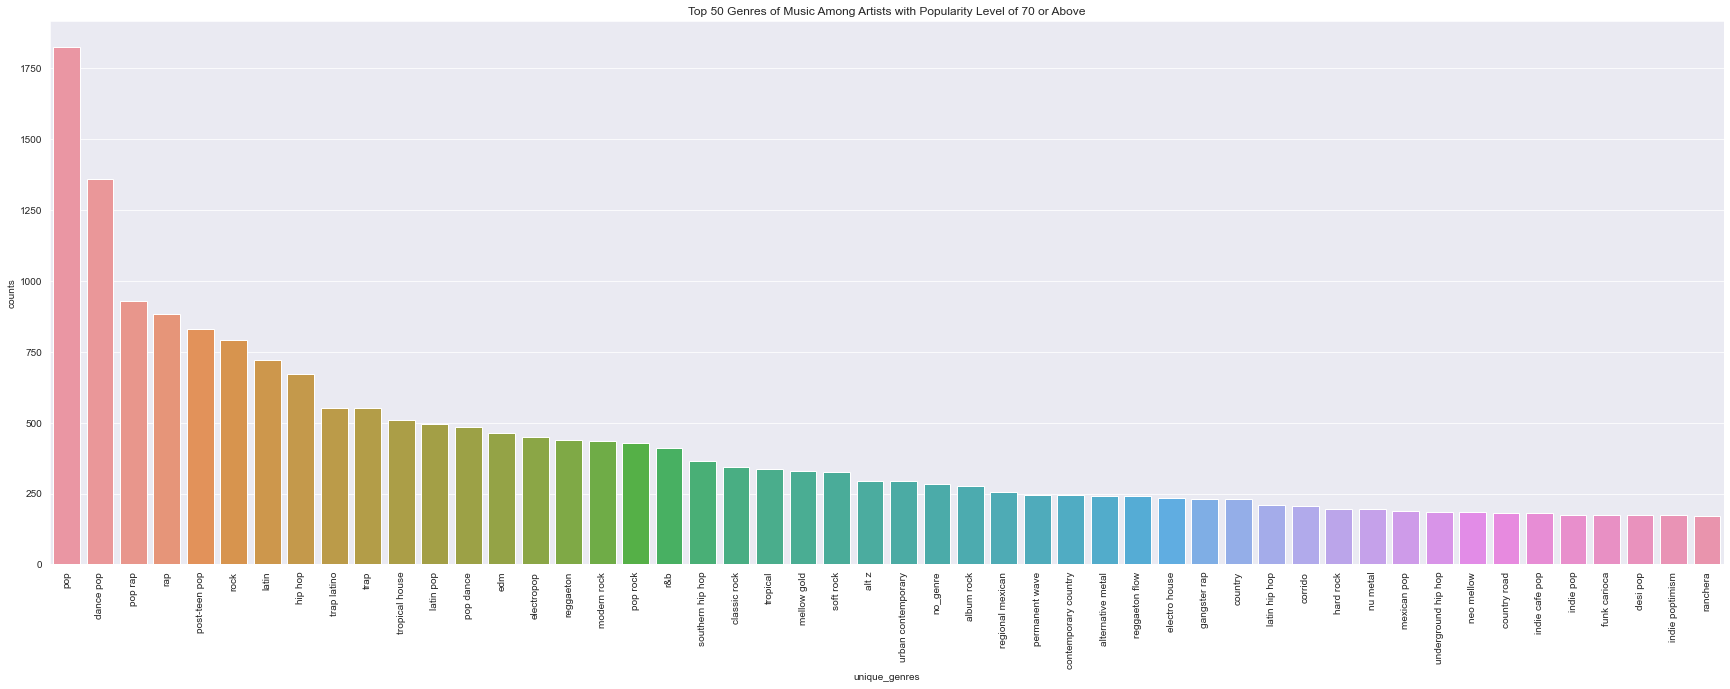 Top 50 Genres of Music Among Artists with Popularity Level of 70 or Above
counts
1750
1500
1250
1000
750
500
250
0
pop
dance pop
pop rap
rap
post-teen pop
rock
latin
hip hop
trap latino
trap
tropical house
latin pop
pop dance
edm
electropop
reggaeton
modern rock
pop rock
r&b
southern hip hop
classic rock
tropical
mellow gold
soft rock
alt z
urban contemporary
no_genre
album rock
regional mexican
permanent wave
contemporary country
alternative metal
reggaeton flow
electro house
gangster rap
country
latin hip hop
corrido
hard rock
nu metal
mexican pop
underground hip hop
neo mellow
country road
indie cafe pop
indie pop
funk carioca
desi pop
indie poptimism
ranchera
unique_genres